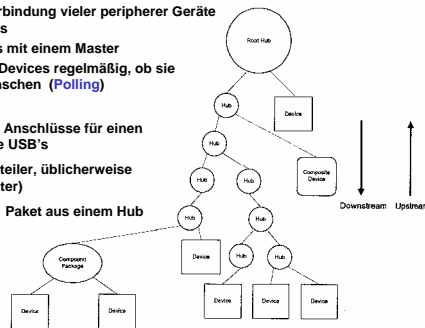 rbindung vieler peripherer Geräte
s
s mit einem Master
Devices regelmäßig, ob sie
nschen (Polling)
Anschlüsse für einen
e USB's
teiler, üblicherweise
ter)
Paket aus einem Hub
Root Hub
Hub
Device
Hub
Composite
Device
Hub
Hub
Downstream
Upstream
Hub
Hub
Compound
Package
Device
Hub
Hub
Device
Device
Device
Device
Device